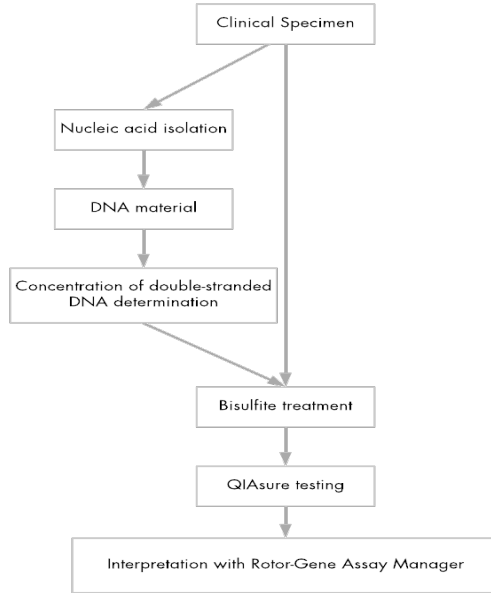 Clinical Specimen
Nucleic acid isolation
DNA material
Concentration of double-stranded
DNA determination
Bisulfite treatment
QIAsure testing
Interpretation with Rotor-Gene Assay Manager